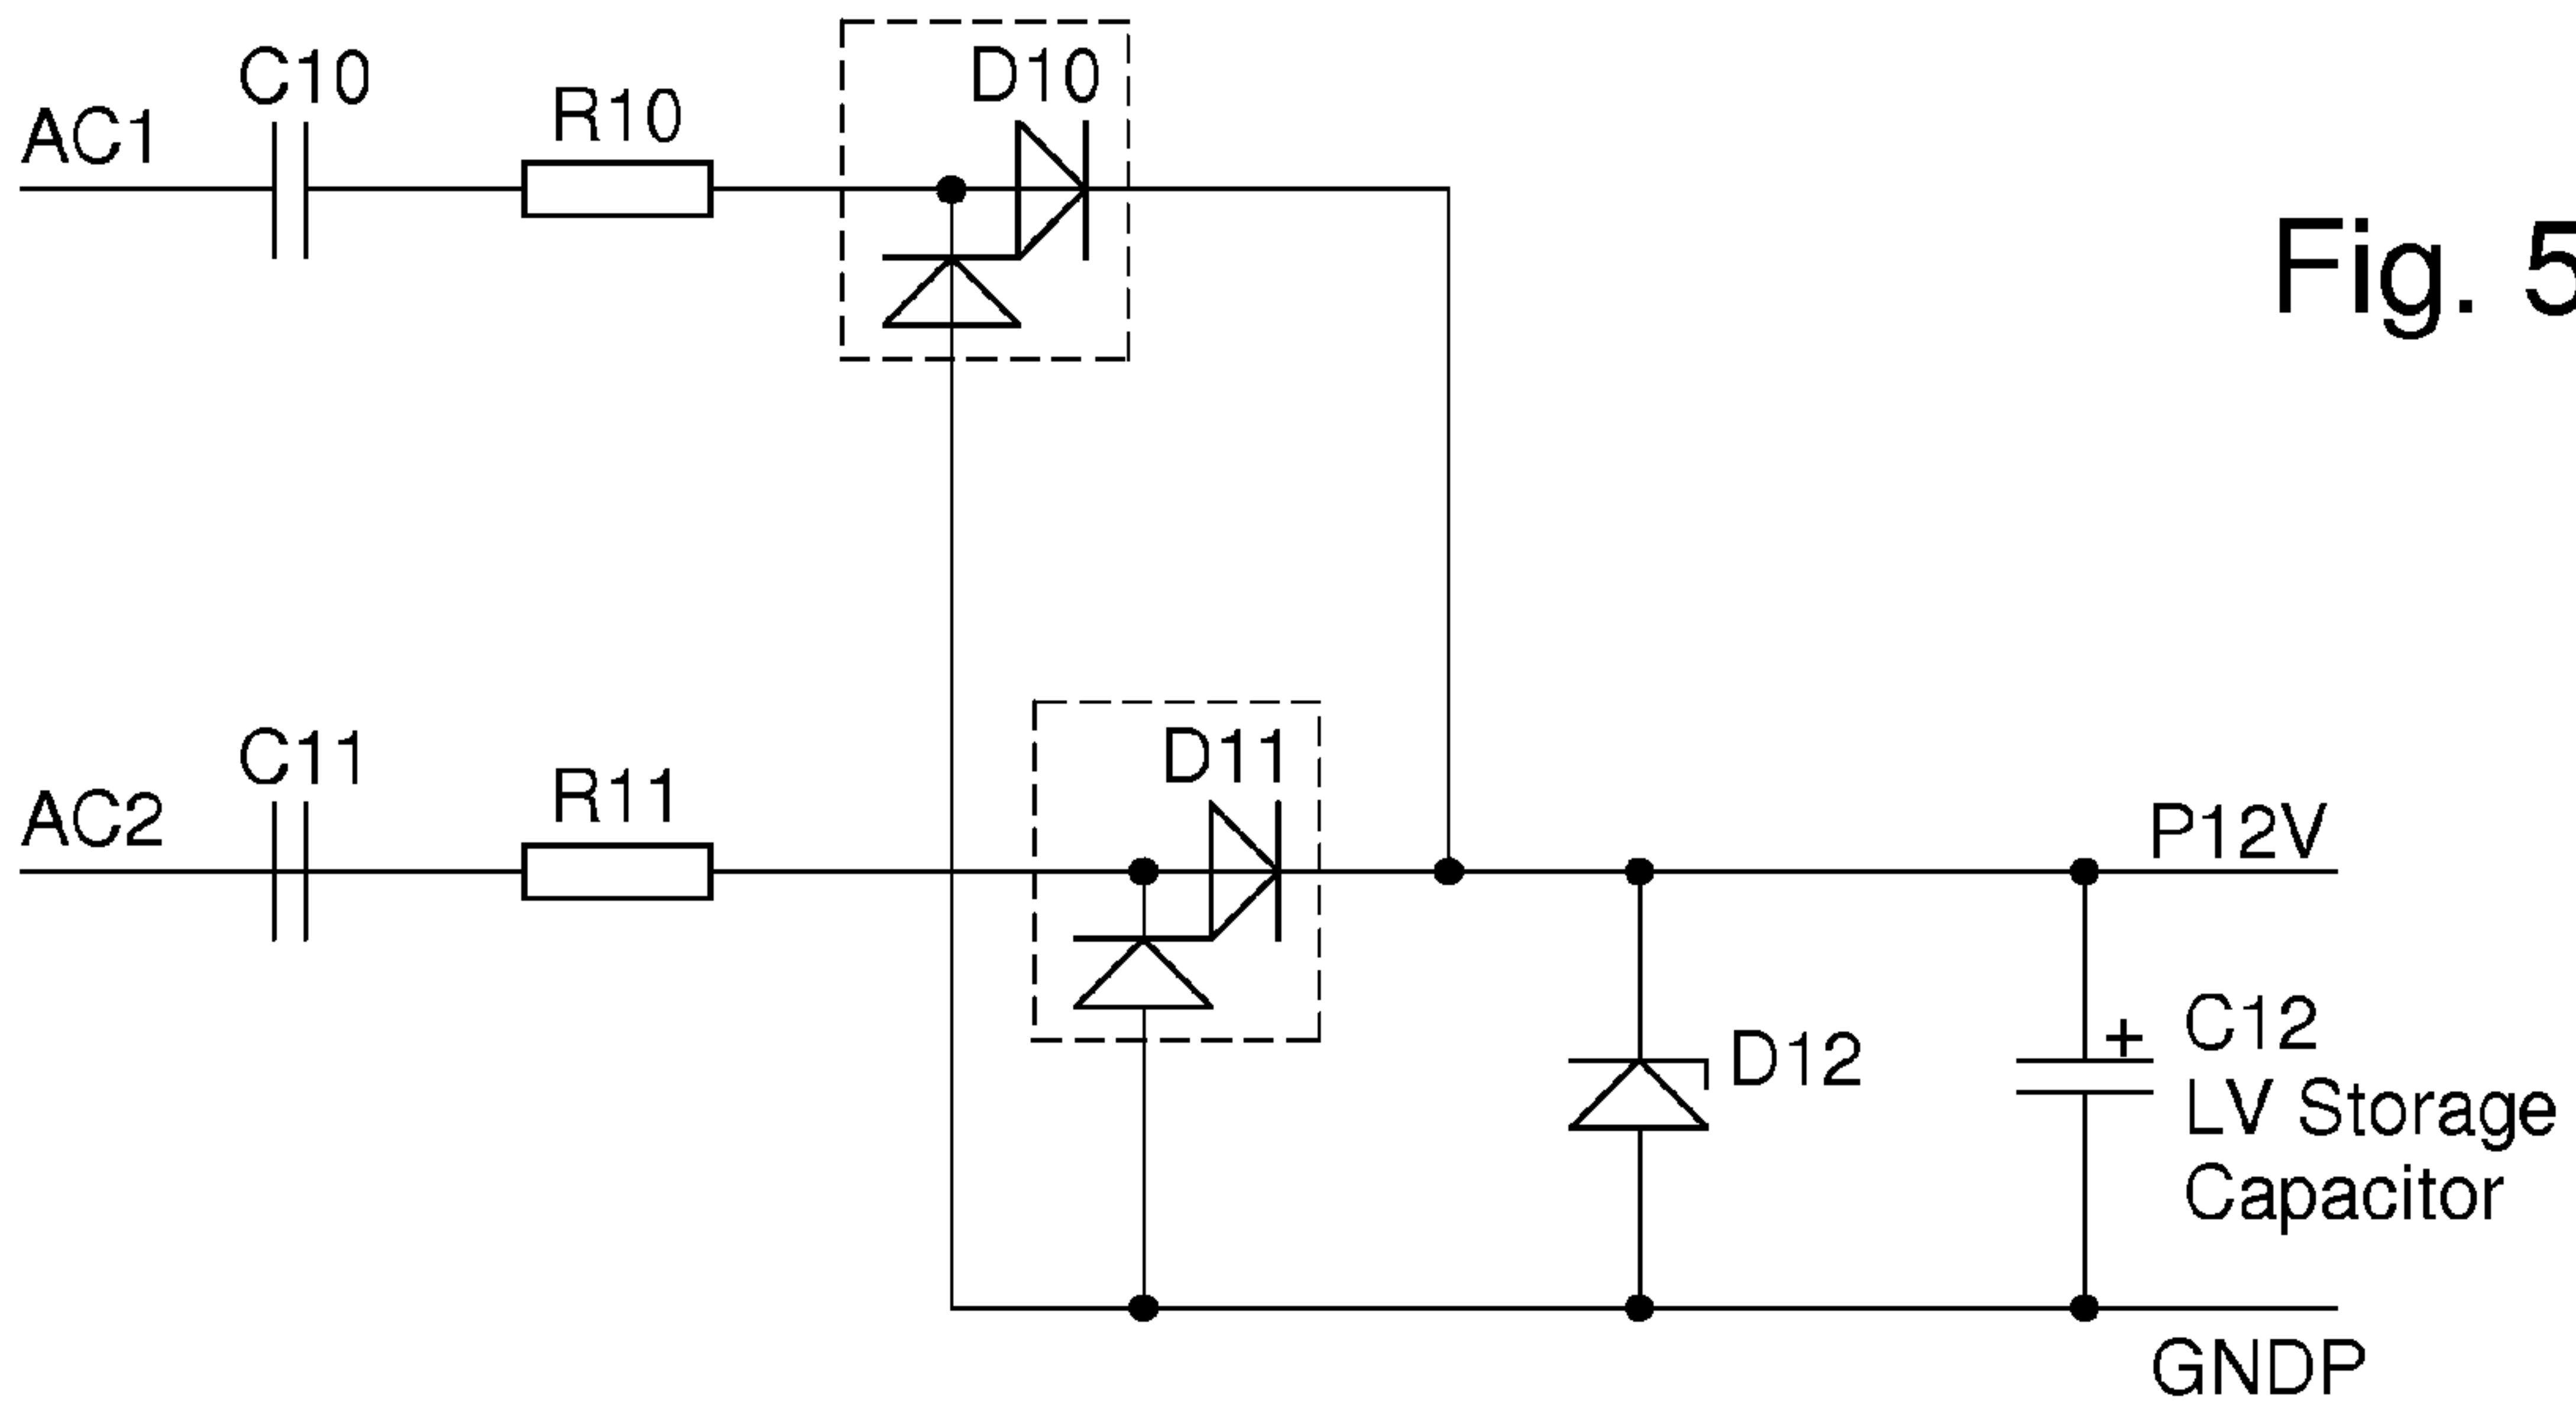 C10
AC1
R10
D10
Fig. 5
C11
AC2
R11
D11
P12V
D12
+
C12
LV Storage
Capacitor
GNDP